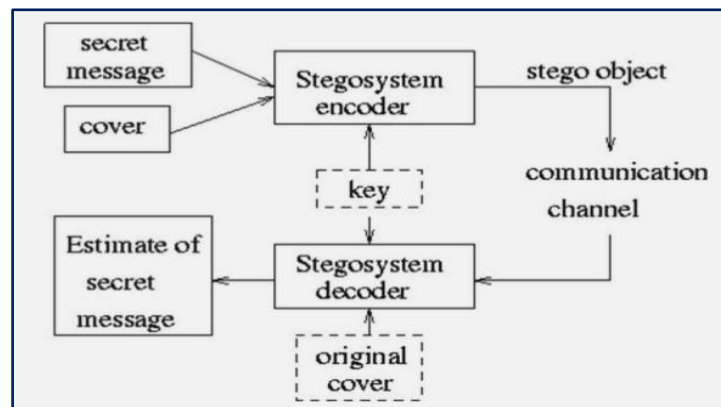 secret
message
Stegosystem
encoder
stego object
cover
key
communication
channel
Estimate of
secret
message
Stegosystem
decoder
original
cover